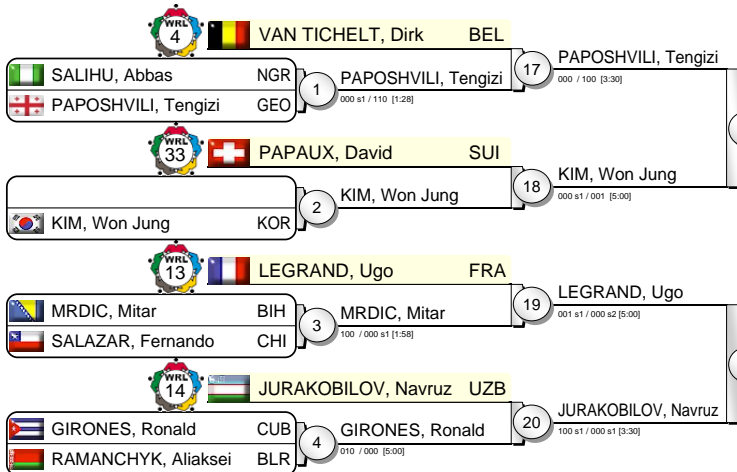 WRL 4 VAN TICHELT, Dirk BEL
SALIHU, Abbas NGR
PAPOSHVILI, Tengizi GEO
1 PAPOSHVILI, Tengizi
000 s1 / 110 [1:28]
17 PAPOSHVILI, Tengizi
000 / 100 [3:30]
WRL 33 PAPAUX, David SUI
KIM, Won Jung KOR
2 KIM, Won Jung
18 KIM, Won Jung
000 s1 / 001 [5:00]
WRL 13 LEGRAND, Ugo FRA
MRDIC, Mitar BIH
SALAZAR, Fernando CHI
3 MRDIC, Mitar
100 / 000 s1 [1:58]
19 LEGRAND, Ugo
001 s1 / 000 s2 [5:00]
WRL 14 JURAKOBILOV, Navruz UZB
GIRONES, Ronald CUB
RAMANCHYK, Aliaksei BLR
4 GIRONES, Ronald
010 / 000 [5:00]
20 JURAKOBILOV, Navruz
100 s1 / 000 s1 [3:30]